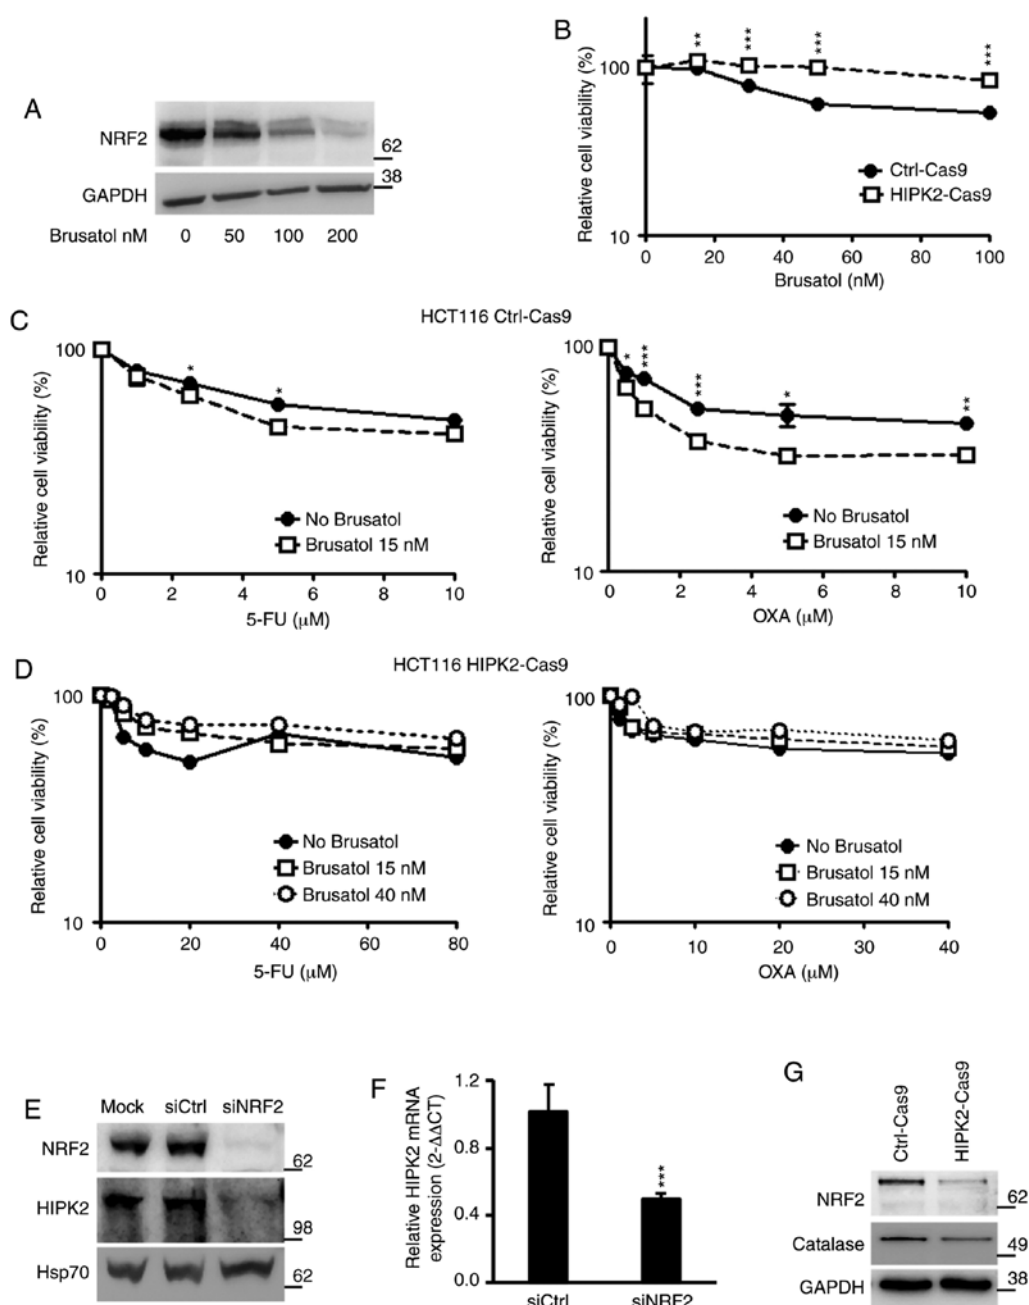 A
NRF2
62
38
GAPDH
Brusatol nM 0 50 100 200
B
Relative cell viability (%)
100
10
** *** *** ***
Ctrl-Cas9
HIPK2-Cas9
0 20 40 60 80 100
Brusatol (nM)
C
HCT116 Ctrl-Cas9
Relative cell viability (%)
100
10
* *
No Brusatol
Brusatol 15 nM
0 2 4 6 8 10
5-FU (μM)
Relative cell viability (%)
100
10
* *** *** * **
No Brusatol
Brusatol 15 nM
0 2 4 6 8 10
OXA (μM)
D
HCT116 HIPK2-Cas9
Relative cell viability (%)
100
10
No Brusatol
Brusatol 15 nM
Brusatol 40 nM
0 20 40 60 80
5-FU (μM)
Relative cell viability (%)
100
10
No Brusatol
Brusatol 15 nM
Brusatol 40 nM
0 10 20 30 40
OXA (μM)
E
Mock siCtrl siNRF2
NRF2
62
HIPK2
98
Hsp70
62
F
Relative HIPK2 mRNA
expression (2-ΔΔCT)
1.2
0.8
0.4
0.0
***
siCtrl siNRF2
G
Ctrl-Cas9
HIPK2-Cas9
NRF2
62
Catalase
49
GAPDH
38